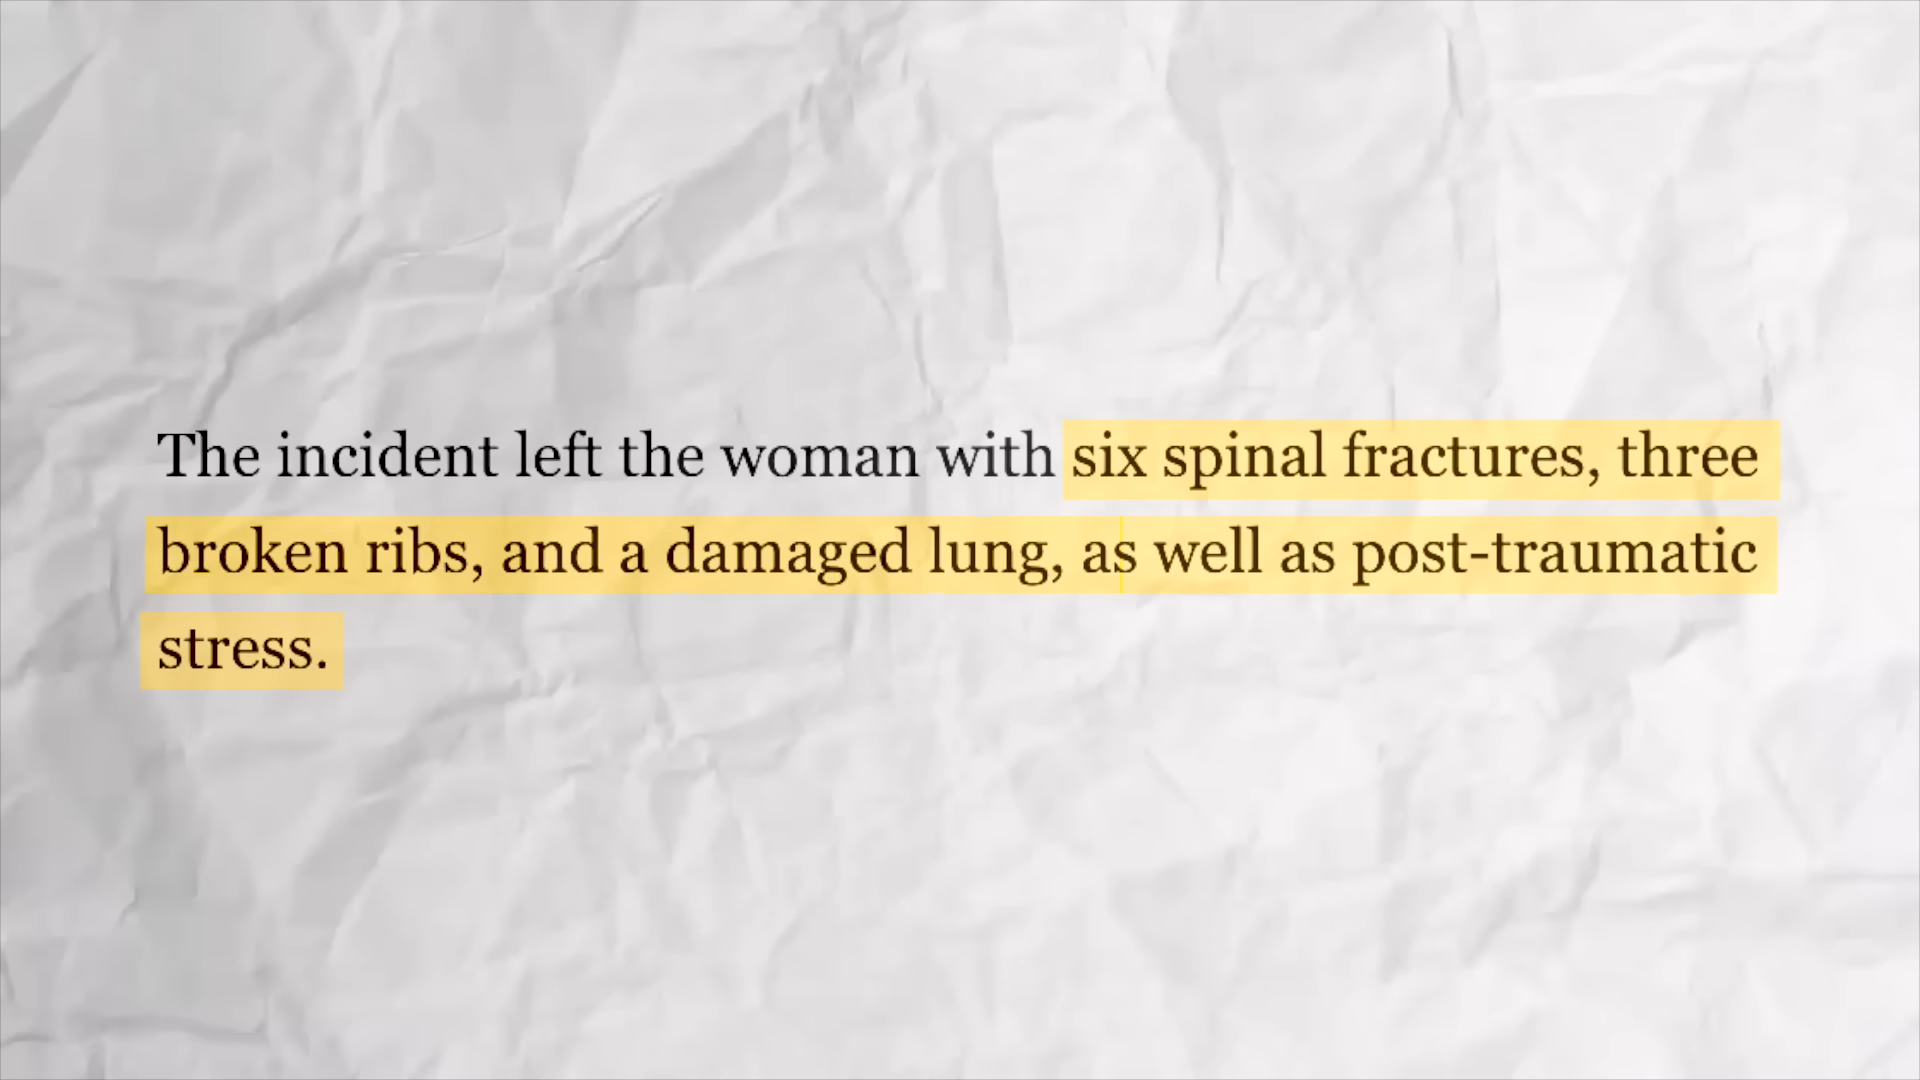 The incident left the woman with six spinal fractures, three
broken ribs, and a damaged lung, as well as post-traumatic
stress.